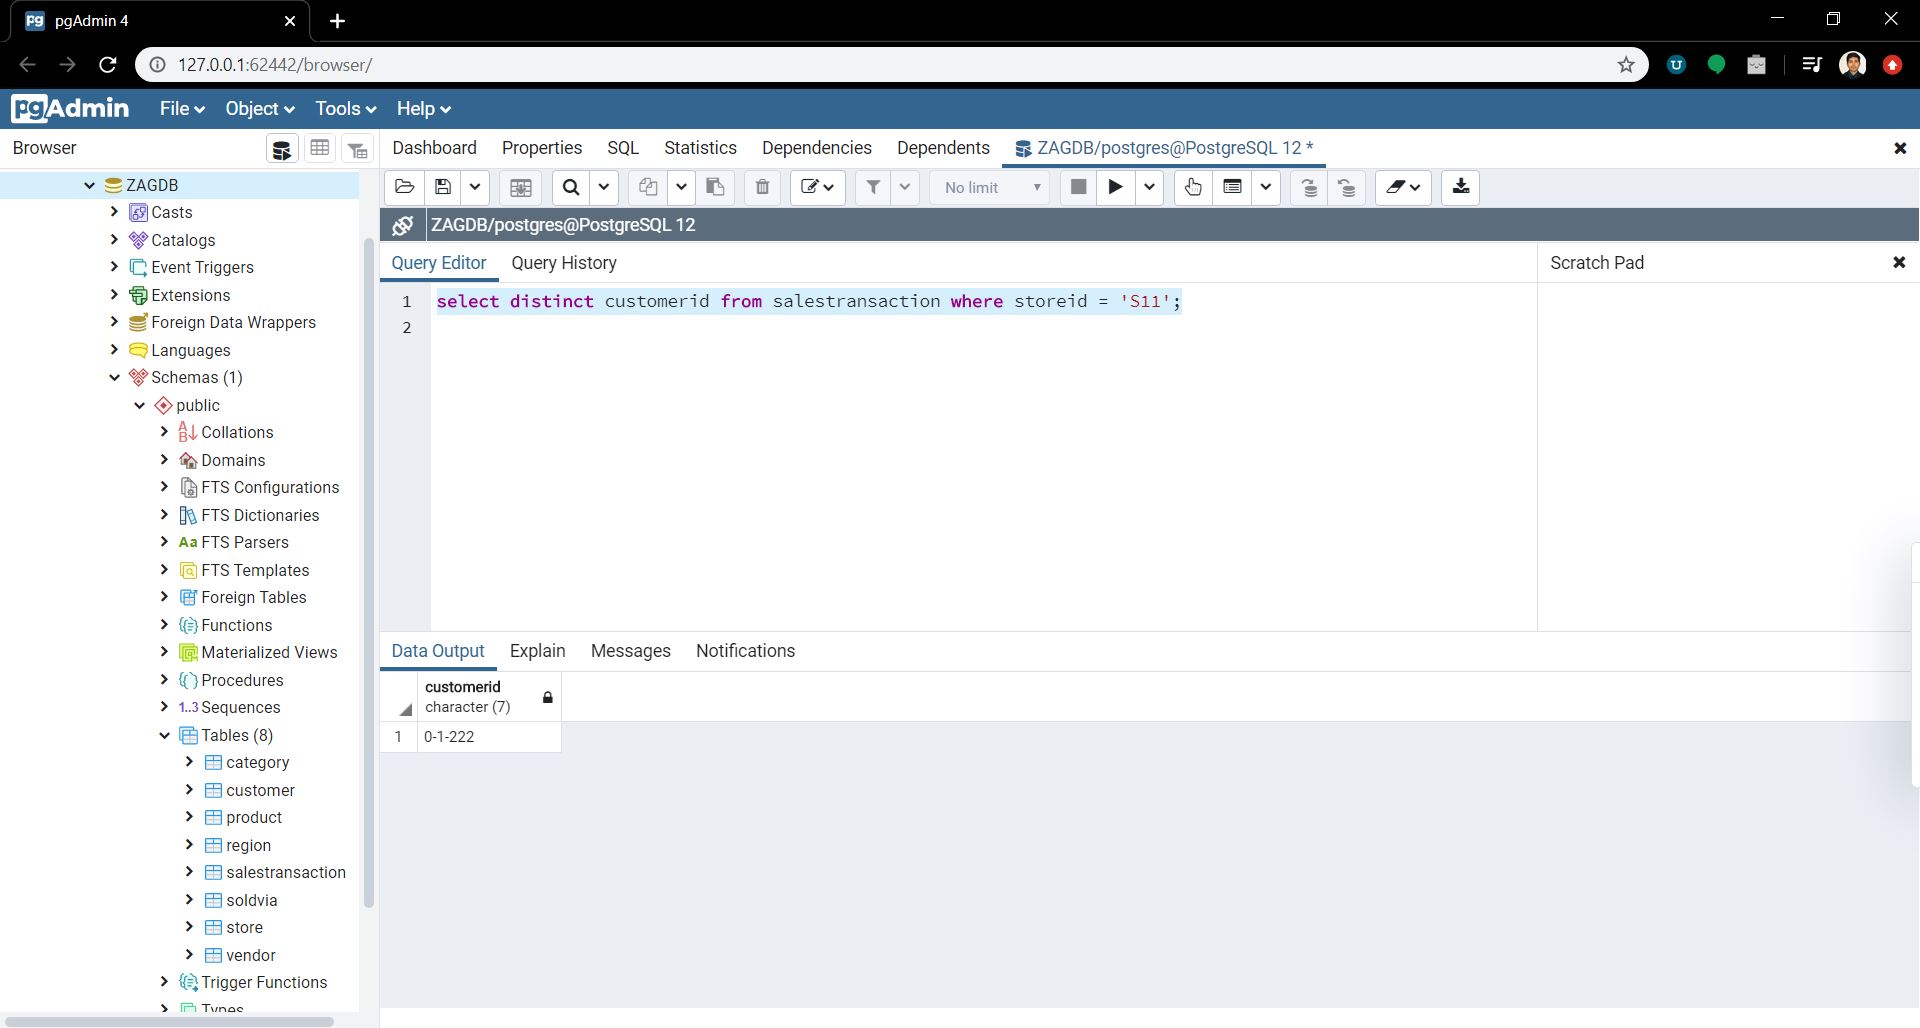 pgAdmin 4
127.0.0.1:62442/browser/
pgAdmin File Object Tools Help
Browser
Dashboard Properties SQL Statistics Dependencies Dependents ZAGDB/postgres@PostgreSQL 12 *
No limit
ZAGDB/postgres@PostgreSQL 12
Query Editor Query History
Scratch Pad
1 select distinct customerid from salestransaction where storeid = 'S11';
2
ZAGDB
Casts
Catalogs
Event Triggers
Extensions
Foreign Data Wrappers
Languages
Schemas (1)
public
Collations
Domains
FTS Configurations
FTS Dictionaries
Aa FTS Parsers
FTS Templates
Foreign Tables
Functions
Materialized Views
Procedures
1..3 Sequences
Tables (8)
category
customer
product
region
salestransaction
soldvia
store
vendor
Trigger Functions
Types
Data Output Explain Messages Notifications
customerid
character (7)
1 0-1-222